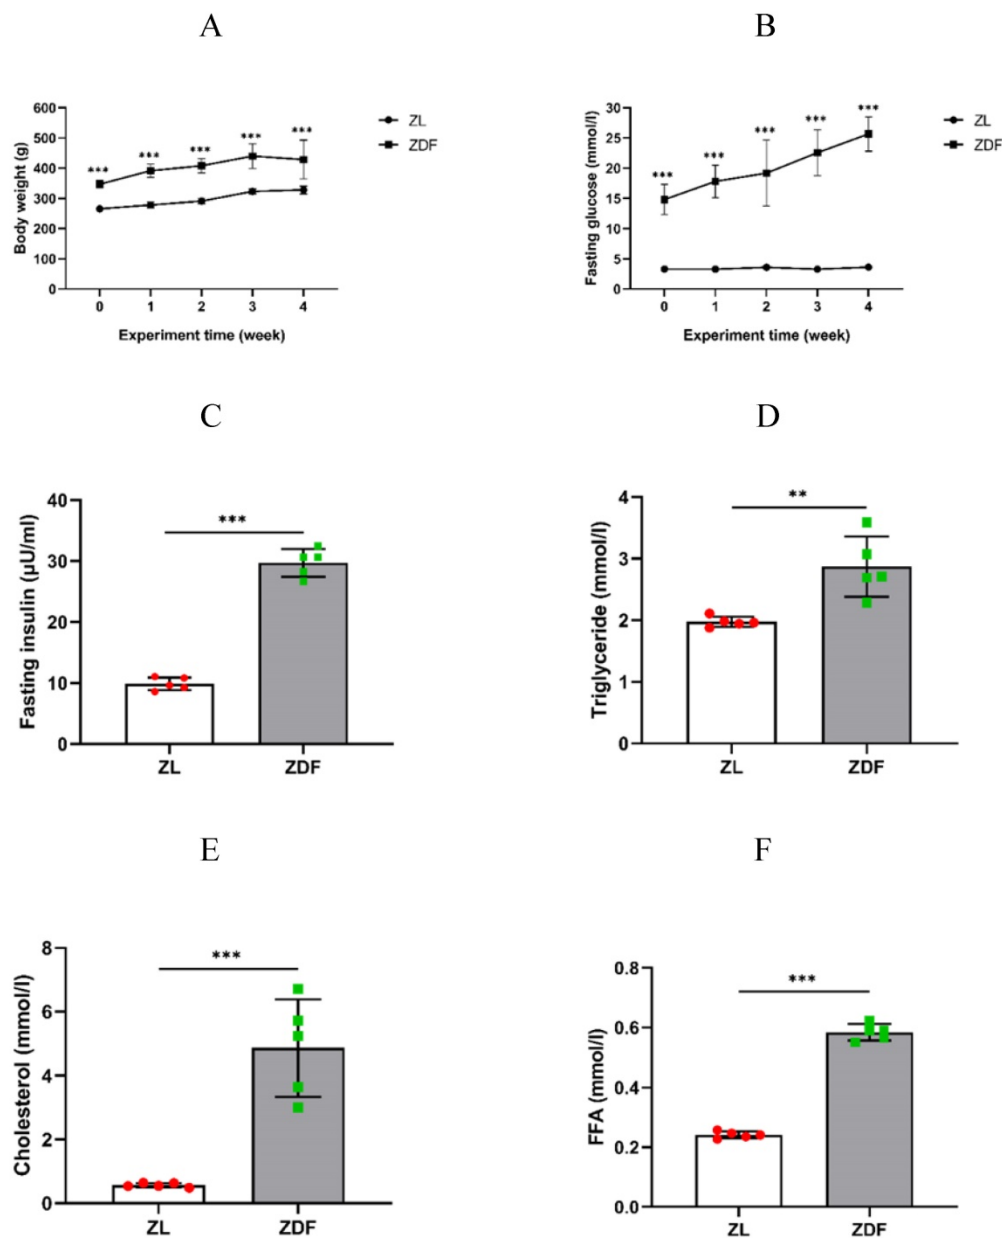 A
600
500
400
300
200
100
0
Body weight (g)
*** *** *** *** ***
0 1 2 3 4
Experiment time (week)
ZL
ZDF
B
30
25
20
15
10
5
0
Fasting glucose (mmol/l)
*** *** *** *** ***
0 1 2 3 4
Experiment time (week)
ZL
ZDF
C
40
30
20
10
0
Fasting insulin (µU/ml)
***
ZL ZDF
D
4
3
2
1
0
Triglyceride (mmol/l)
**
ZL ZDF
E
8
6
4
2
0
Cholesterol (mmol/l)
***
ZL ZDF
F
0.8
0.6
0.4
0.2
0.0
FFA (mmol/l)
***
ZL ZDF